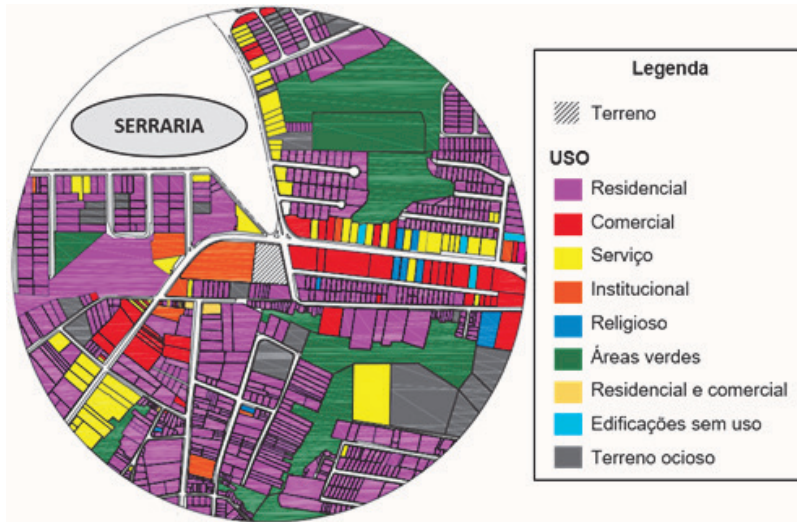 SERRARIA
Legenda
Terreno
USO
Residencial
Comercial
Serviço
Institucional
Religioso
Áreas verdes
Residencial e comercial
Edificações sem uso
Terreno ocioso